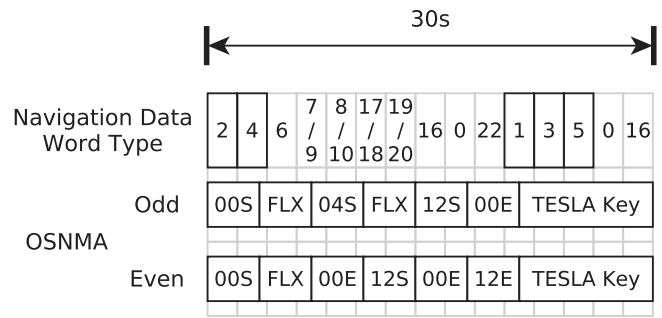 30s
Navigation Data
Word Type
2 4 6 7 / 9 8 / 10 17 / 18 19 / 20 16 0 22 1 3 5 0 16
Odd 00S FLX 04S FLX 12S 00E TESLA Key
OSNMA
Even 00S FLX 00E 12S 00E 12E TESLA Key